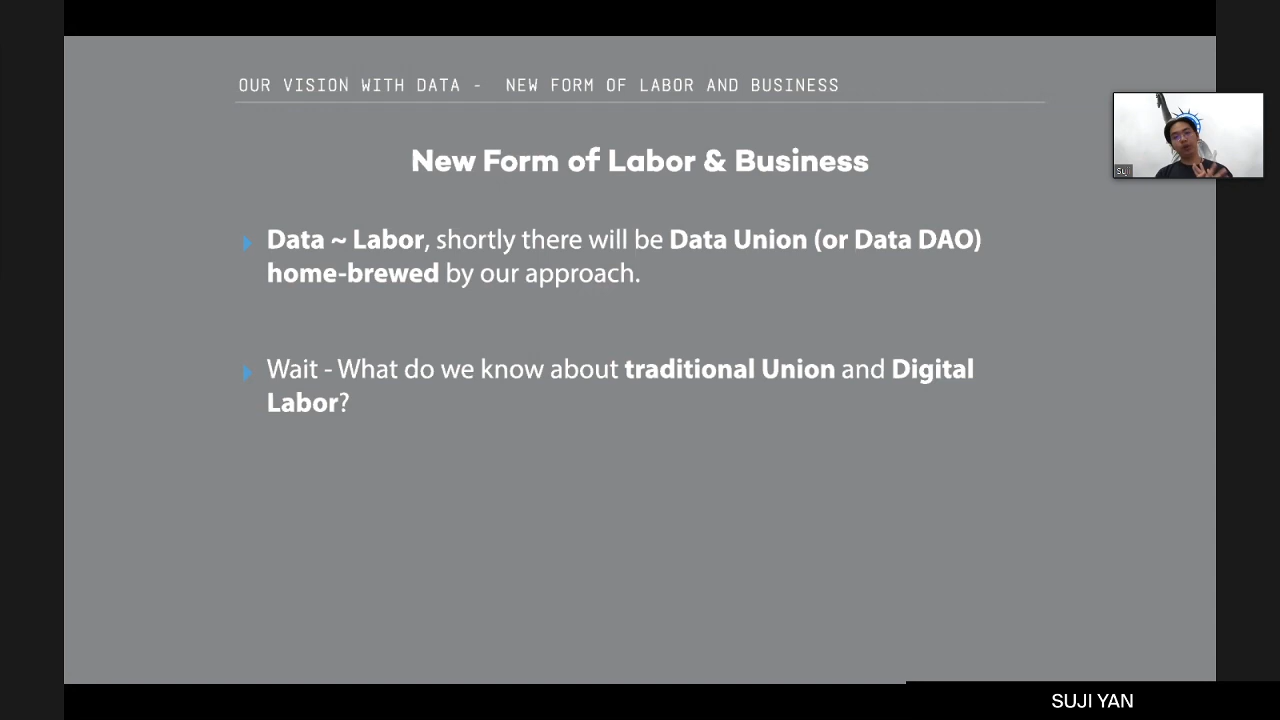 OUR VISION WITH DATA - NEW FORM OF LABOR AND BUSINESS
New Form of Labor & Business
Data ~ Labor, shortly there will be Data Union (or Data DAO)
home-brewed by our approach.
Wait - What do we know about traditional Union and Digital
Labor?
Suji
SUJI YAN